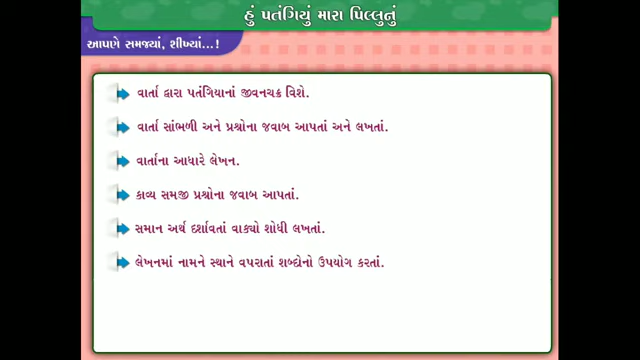 હું પતંગિયું મારા પિલ્લુનું
આપણે સમજ્યાં, શીખ્યાં...!
વાર્તા દ્વારા પતંગિયાનાં જીવનચક્ર વિશે.
વાર્તા સાંભળી અને પ્રશ્નોના જવાબ આપતાં અને લખતાં.
વાર્તાના આધારે લેખન.
કાવ્ય સમજી પ્રશ્નોના જવાબ આપતાં.
સમાન અર્થ દર્શાવતાં વાક્યો શોધી લખતાં.
લેખનમાં નામને સ્થાને વપરાતાં શબ્દોનો ઉપયોગ કરતાં.